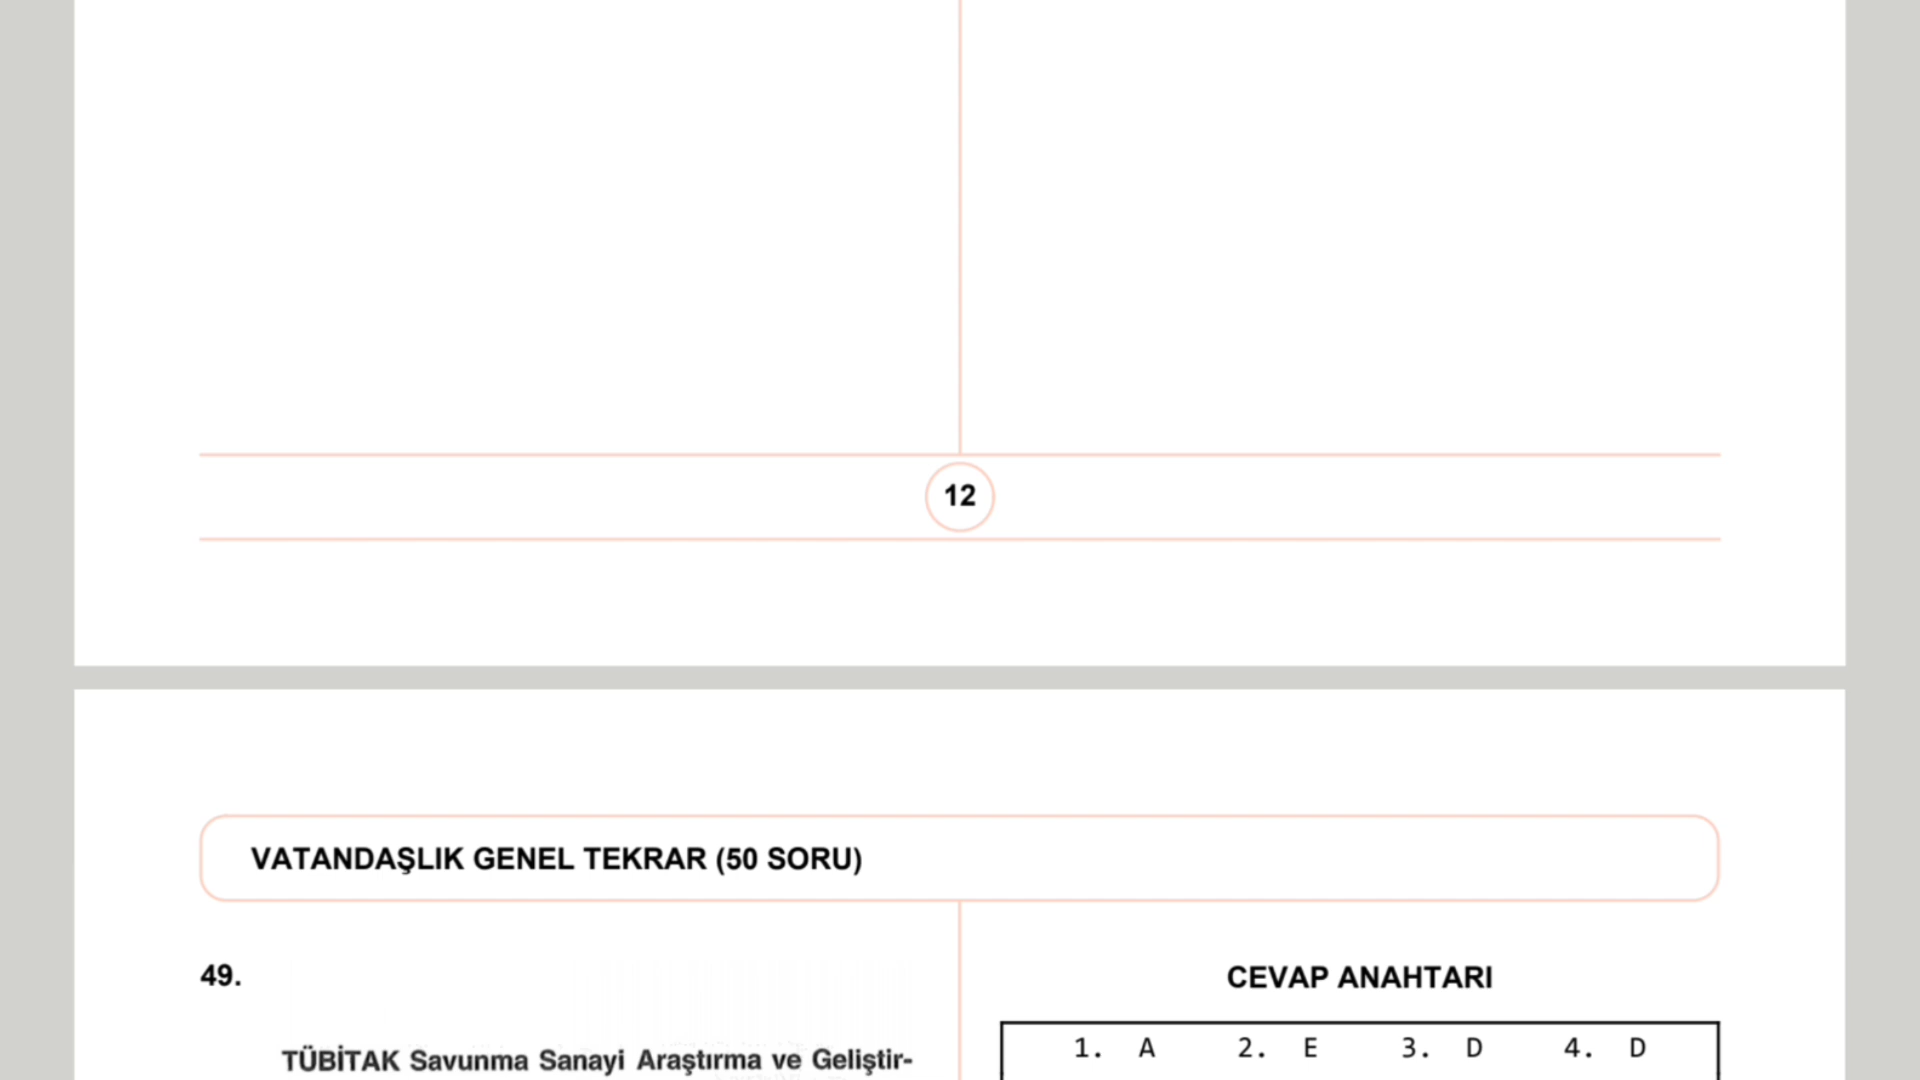 12
VATANDAŞLIK GENEL TEKRAR (50 SORU)
49.
TÜBİTAK Savunma Sanayi Araştırma ve Geliştir-
CEVAP ANAHTARI
1. A 2. E 3. D 4. D